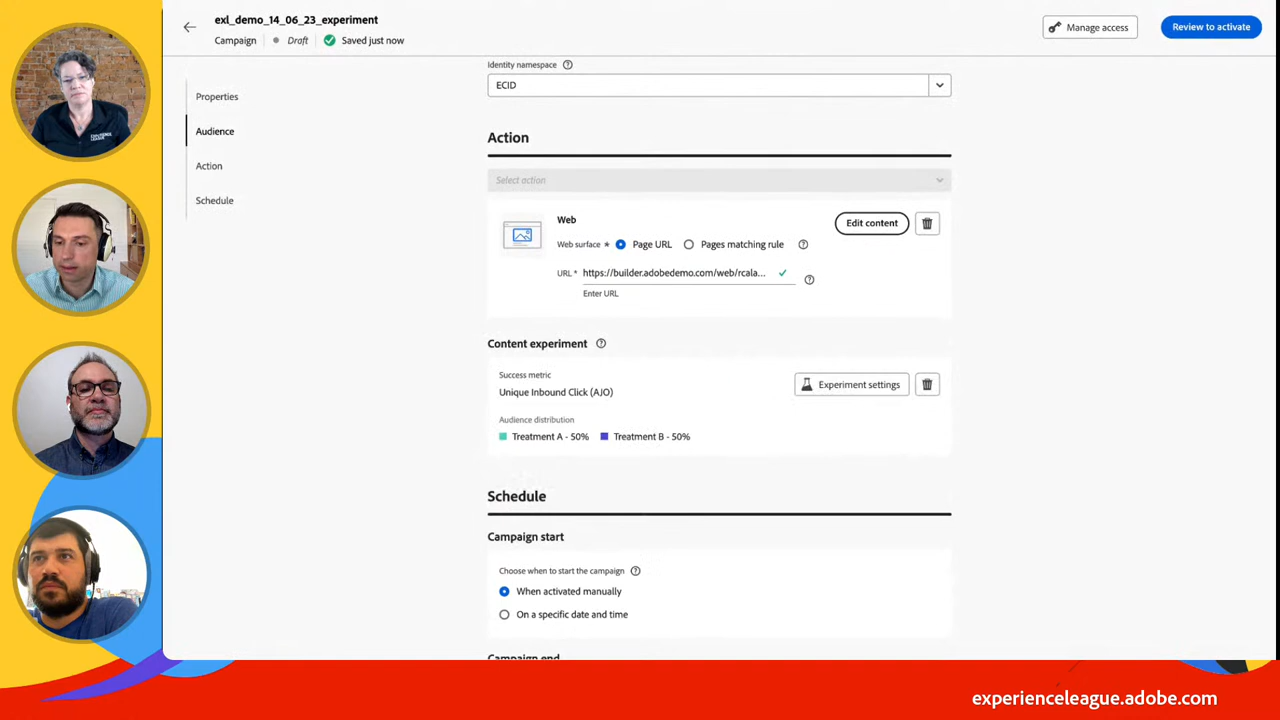 exl_demo_14_06_23_experiment
Campaign
Draft
Saved just now
Manage access
Review to activate
Properties
Audience
Action
Schedule
Identity namespace
ECID
Action
Select action
Web
Edit content
Web surface * Page URL Pages matching rule
URL * https://builder.adobedemo.com/web/rcala...
Enter URL
Content experiment
Success metric
Unique Inbound Click (AJO)
Experiment settings
Audience distribution
Treatment A - 50% Treatment B - 50%
Schedule
Campaign start
Choose when to start the campaign
When activated manually
On a specific date and time
Campaign end
experienceleague.adobe.com